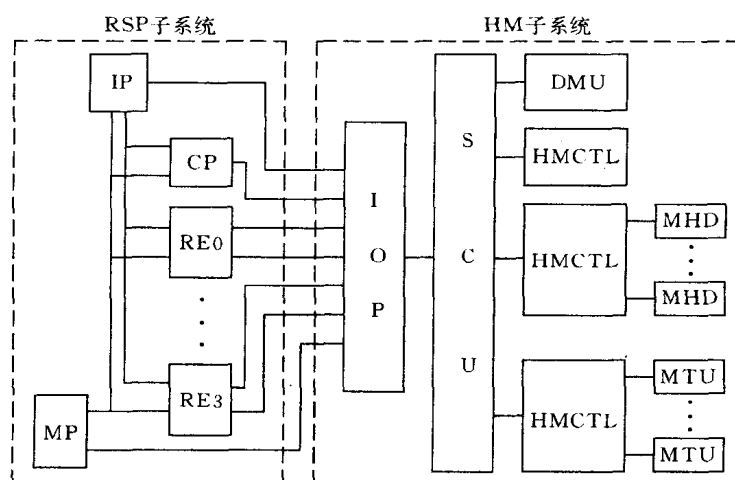 RSP子系统
HM子系统
IP
CP
RE0
RE3
MP
I
O
P
S
C
U
DMU
HMCTL
HMCTL
MHD
MHD
HMCTL
MTU
MTU